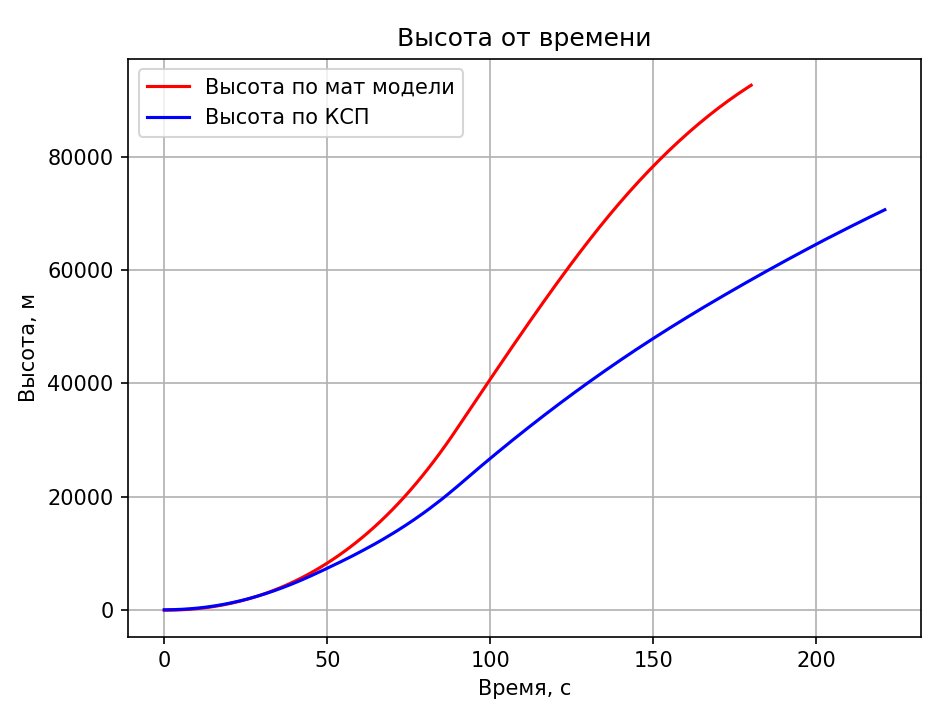 Высота от времени
Высота по мат модели
Высота по КСП
Высота, м
80000
60000
40000
20000
0
0
50
100
150
200
Время, с